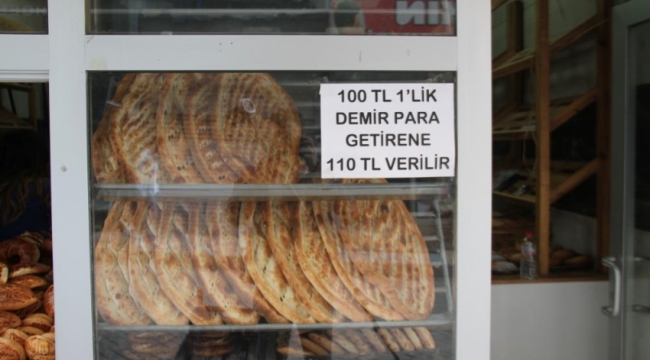 100 TL 1'LİK
DEMİR PARA
GETİRENE
110 TL VERİLİR